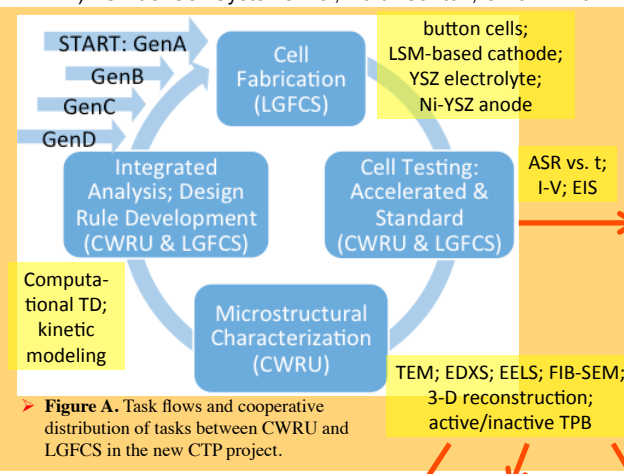 START: GenA
GenB
GenC
GenD
Cell
Fabrication
(LGFCS)
button cells;
LSM-based cathode;
YSZ electrolyte;
Ni-YSZ anode
Integrated
Analysis; Design
Rule Development
(CWRU & LGFCS)
Cell Testing:
Accelerated &
Standard
(CWRU & LGFCS)
ASR vs. t;
I-V; EIS
Computa-
tional TD;
kinetic
modeling
Microstructural
Characterization
(CWRU)
TEM; EDXS; EELS; FIB-SEM;
3-D reconstruction;
active/inactive TPB
➢ Figure A. Task flows and cooperative
distribution of tasks between CWRU and
LGFCS in the new CTP project.